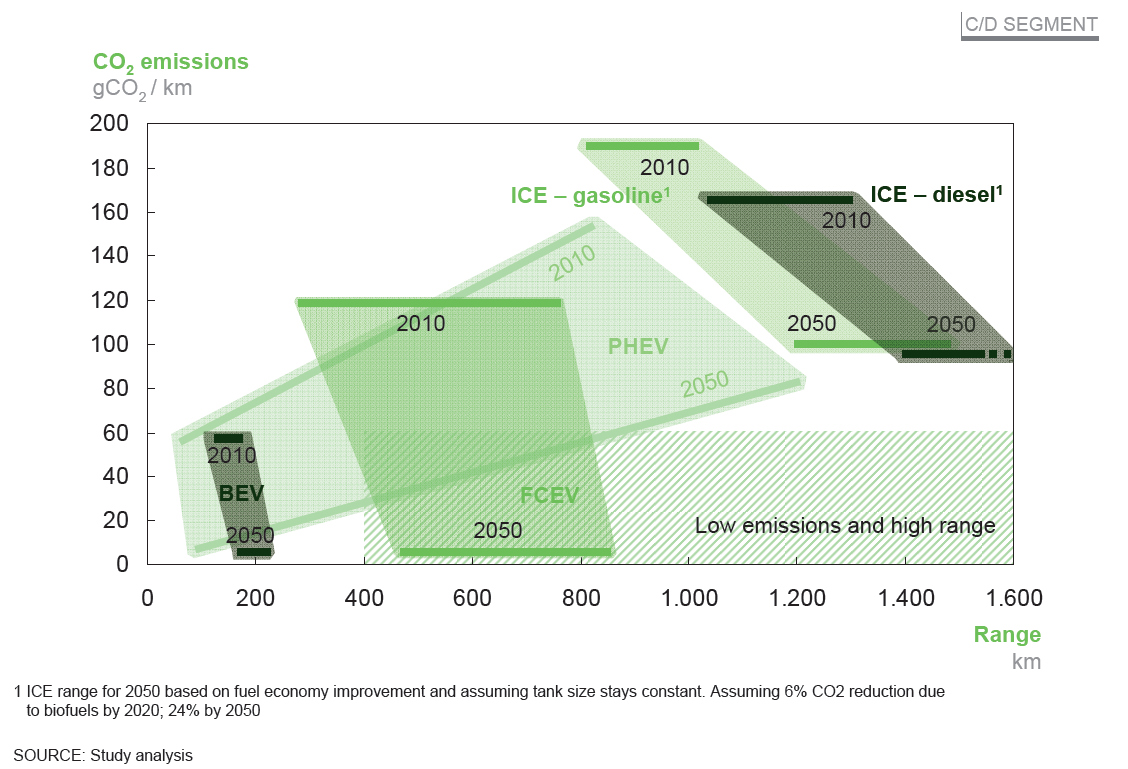 C/D SEGMENT
CO2 emissions
gCO2 / km
200
180
160
140
120
100
80
60
40
20
0
2010
ICE – gasoline1
ICE – diesel1
2010
2010
2010
2050
2050
PHEV
2050
2010
BEV
FCEV
2050
2050
Low emissions and high range
0
200
400
600
800
1.000
1.200
1.400
1.600
Range
km
1 ICE range for 2050 based on fuel economy improvement and assuming tank size stays constant. Assuming 6% CO2 reduction due
to biofuels by 2020; 24% by 2050
SOURCE: Study analysis